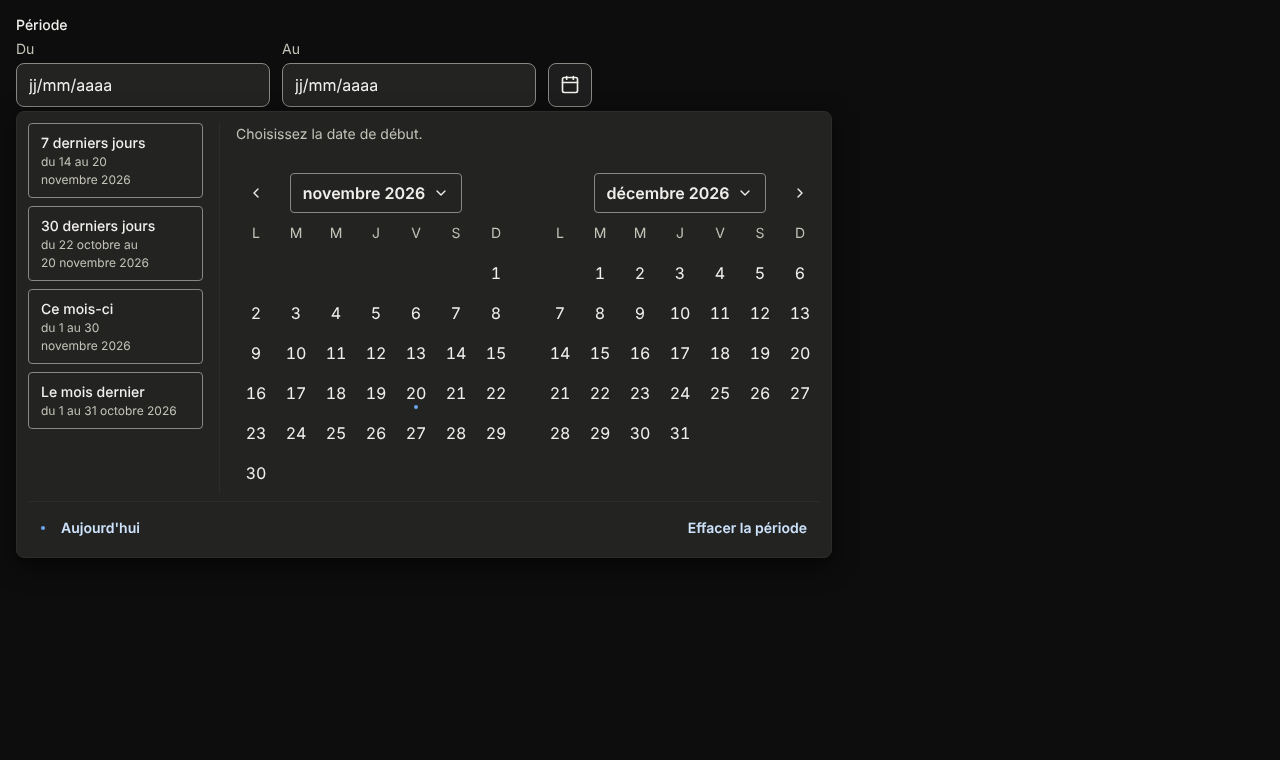 Période
Du
Au
jj/mm/aaaa
jj/mm/aaaa
7 derniers jours
du 14 au 20
novembre 2026
30 derniers jours
du 22 octobre au
20 novembre 2026
Ce mois-ci
du 1 au 30
novembre 2026
Le mois dernier
du 1 au 31 octobre 2026
Choisissez la date de début.
novembre 2026
L M M J V S D
1
2 3 4 5 6 7 8
9 10 11 12 13 14 15
16 17 18 19 20 21 22
23 24 25 26 27 28 29
30
décembre 2026
L M M J V S D
1 2 3 4 5 6
7 8 9 10 11 12 13
14 15 16 17 18 19 20
21 22 23 24 25 26 27
28 29 30 31
Aujourd'hui
Effacer la période